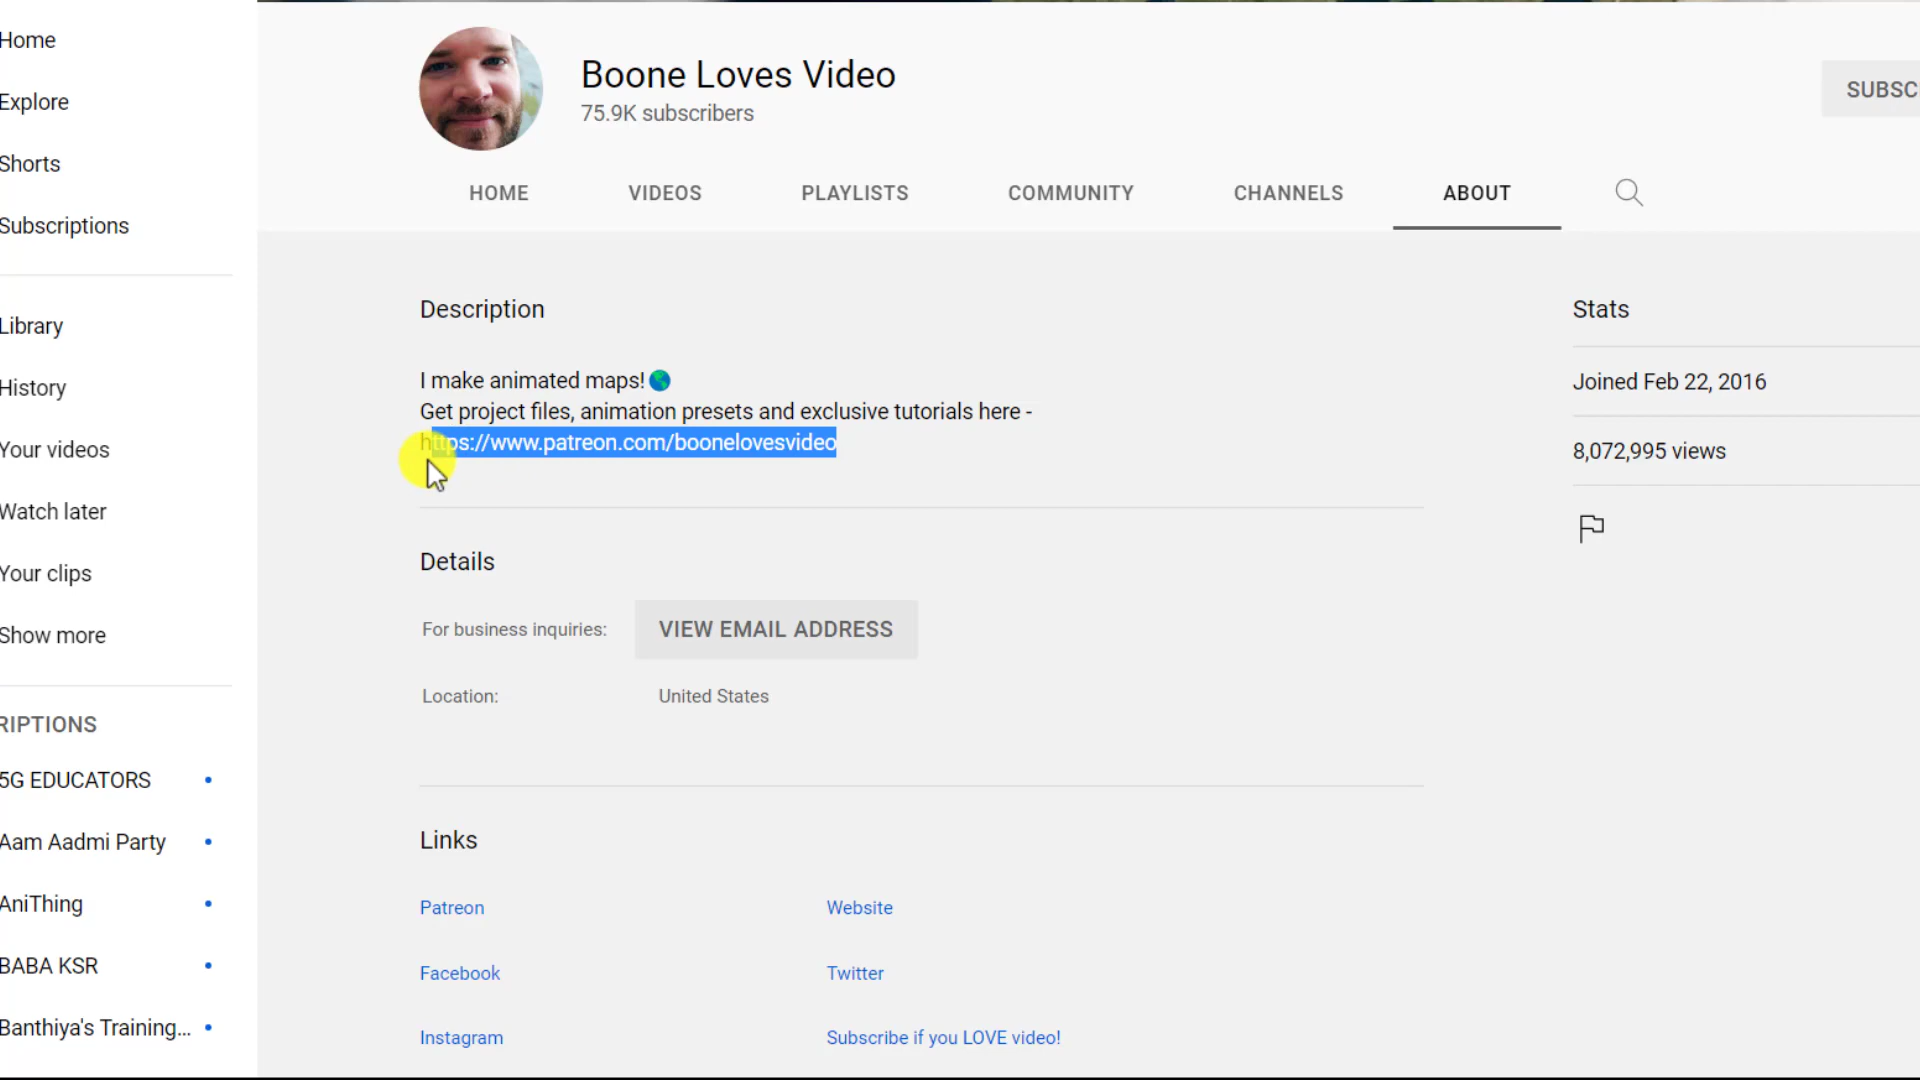 Home
Explore
Shorts
Subscriptions
Library
History
Your videos
Watch later
Your clips
Show more
RIPTIONS
5G EDUCATORS
Aam Aadmi Party
AniThing
BABA KSR
Banthiya's Training...
Boone Loves Video
75.9K subscribers
SUBSC
HOME VIDEOS PLAYLISTS COMMUNITY CHANNELS ABOUT
Description
I make animated maps!🌎
Get project files, animation presets and exclusive tutorials here -
https://www.patreon.com/boonelovesvideo
Details
For business inquiries: VIEW EMAIL ADDRESS
Location: United States
Links
Patreon Website
Facebook Twitter
Instagram Subscribe if you LOVE video!
Stats
Joined Feb 22, 2016
8,072,995 views